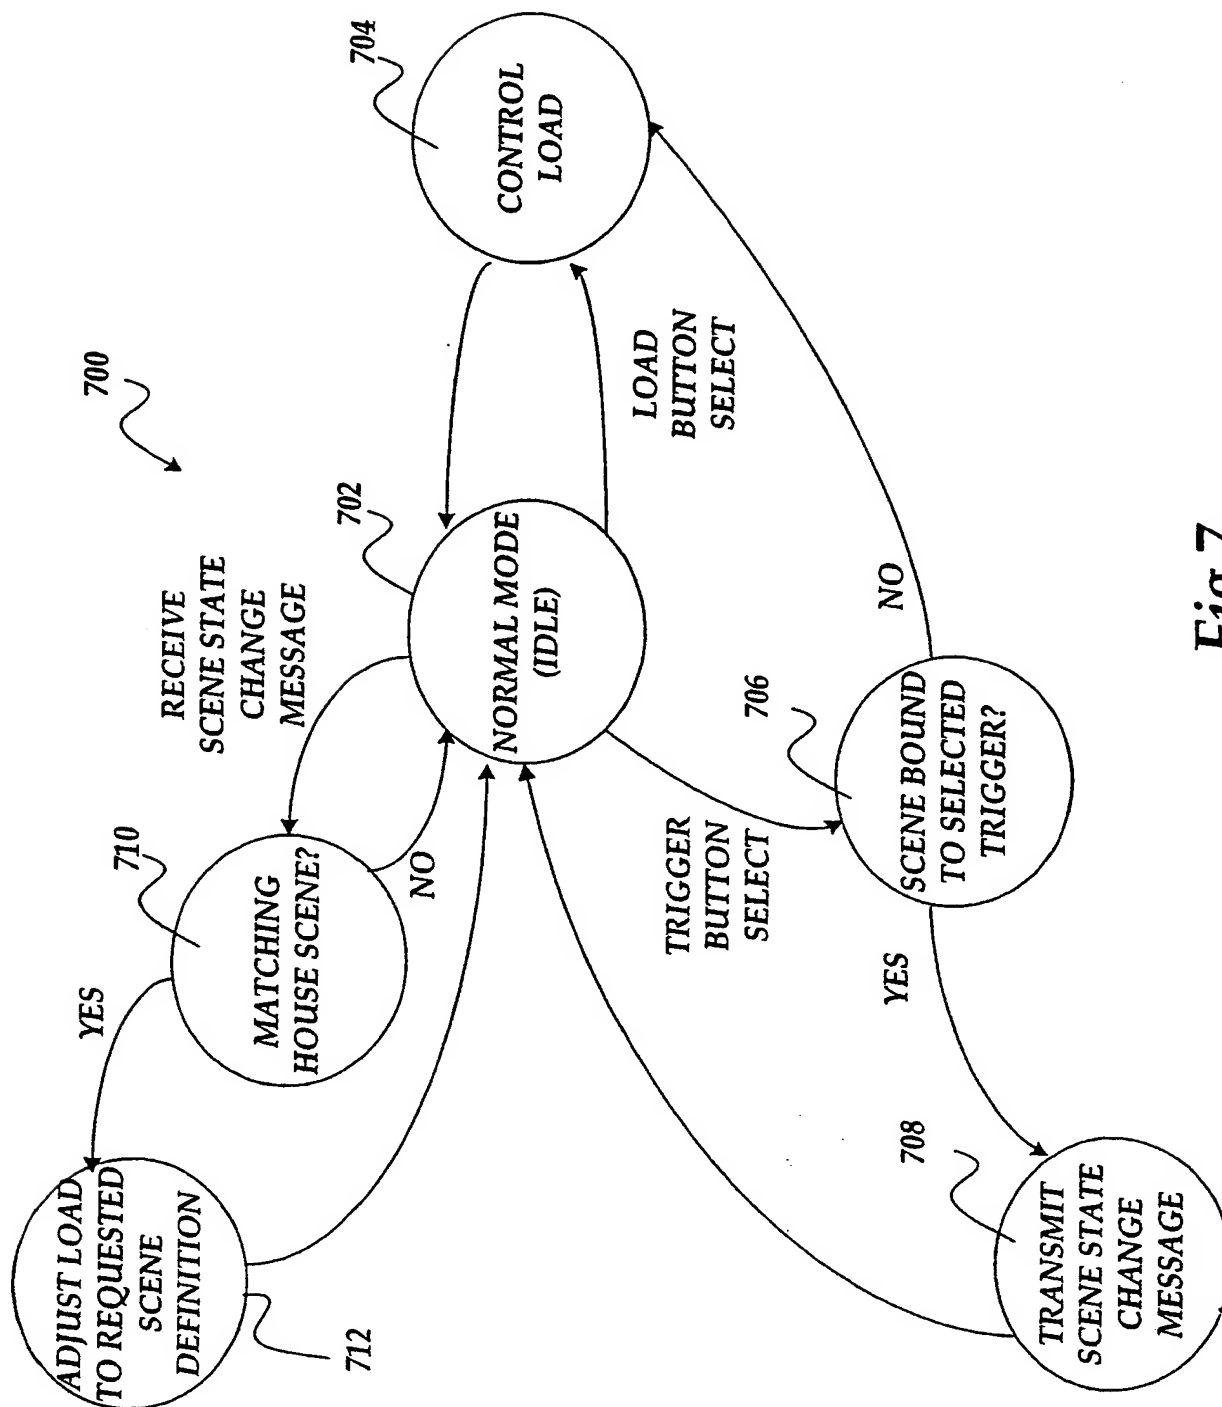 700
ADJUST LOAD
TO REQUESTED
SCENE
DEFINITION
712
YES
710
MATCHING
HOUSE SCENE?
NO
RECEIVE
SCENE STATE
CHANGE
MESSAGE
702
NORMAL MODE
(IDLE)
704
CONTROL
LOAD
LOAD
BUTTON
SELECT
TRIGGER
BUTTON
SELECT
706
SCENE BOUND
TO SELECTED
TRIGGER?
NO
YES
708
TRANSMIT
SCENE STATE
CHANGE
MESSAGE
Fig.7